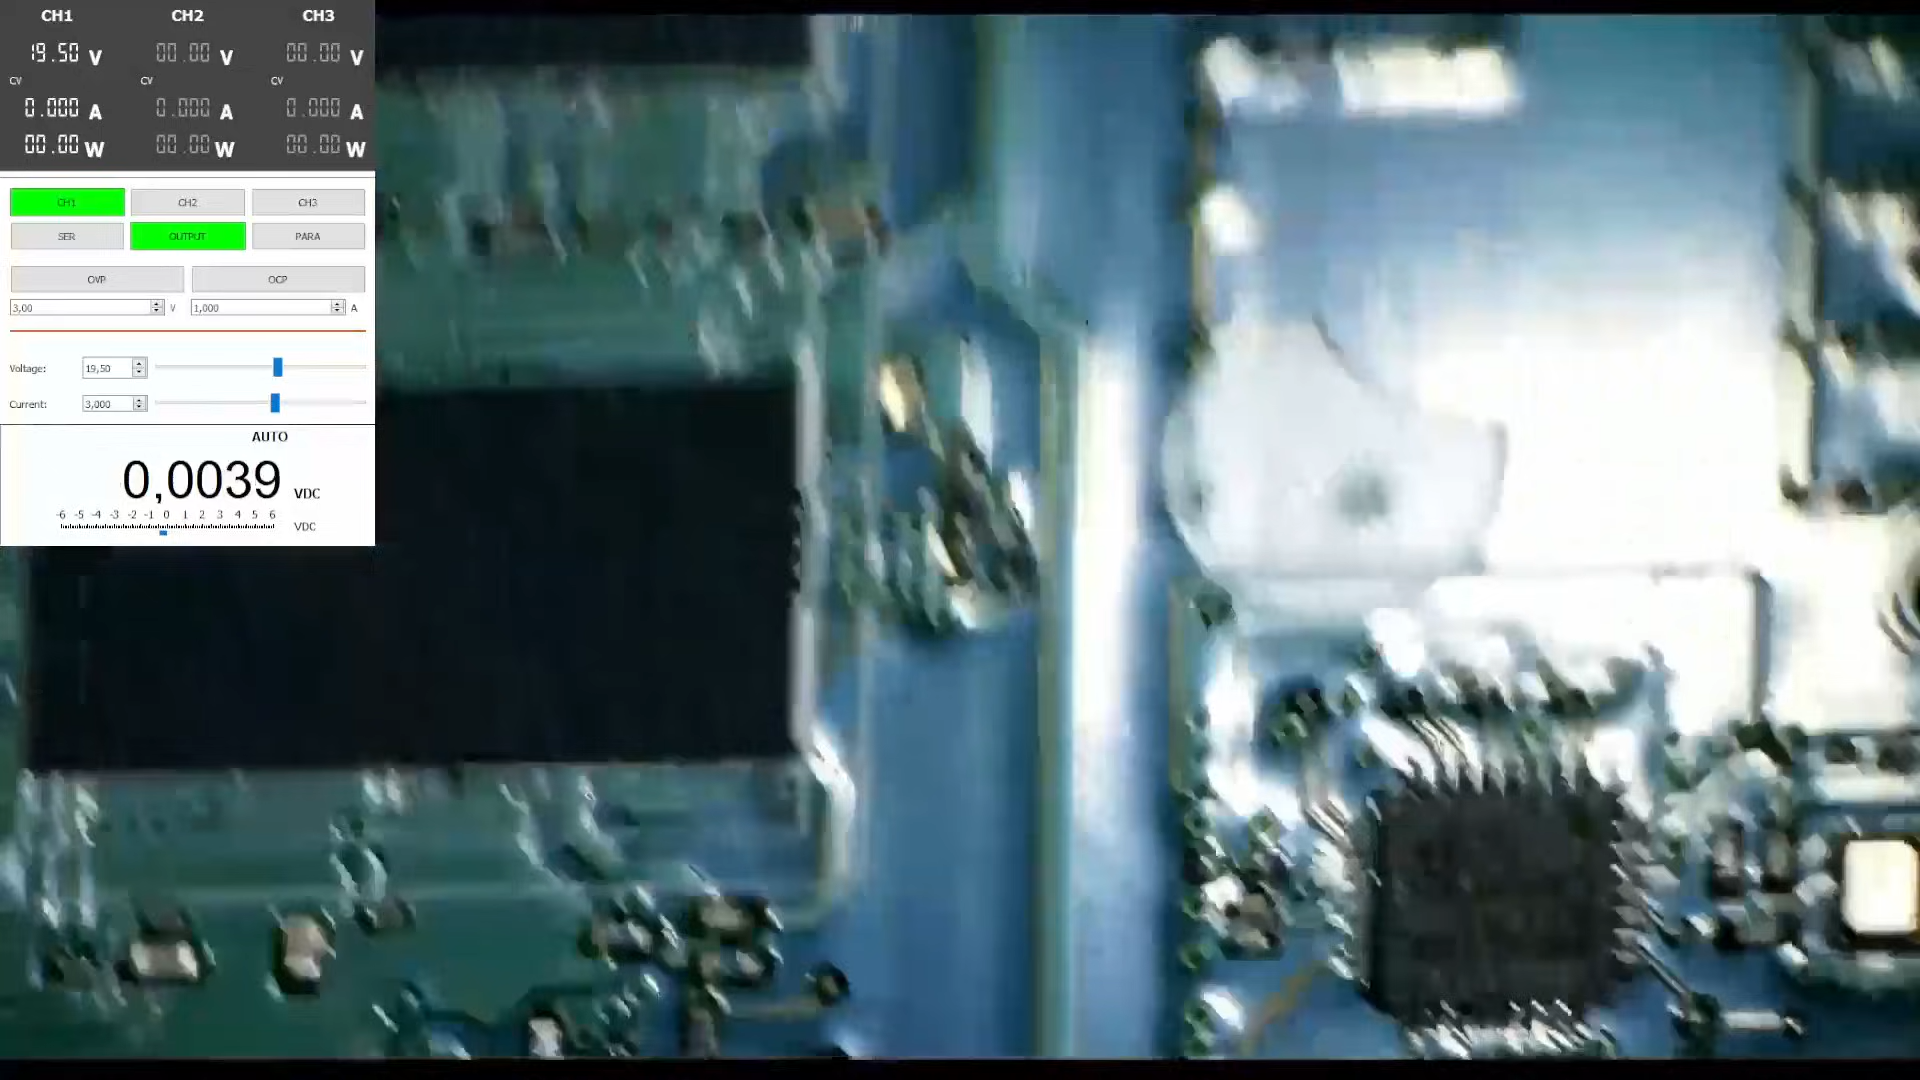 CH1 CH2 CH3
19.50 V 00.00 V 00.00 V
CV CV CV
0.000 A 0.000 A 0.000 A
00.00 W 00.00 W 00.00 W
CH1 CH2 CH3
SER OUTPUT PARA
OVP OCP
3,00 V 1,000 A
Voltage: 19,50
Current: 3,000
AUTO
0,0039 VDC
-6 -5 -4 -3 -2 -1 0 1 2 3 4 5 6
VDC